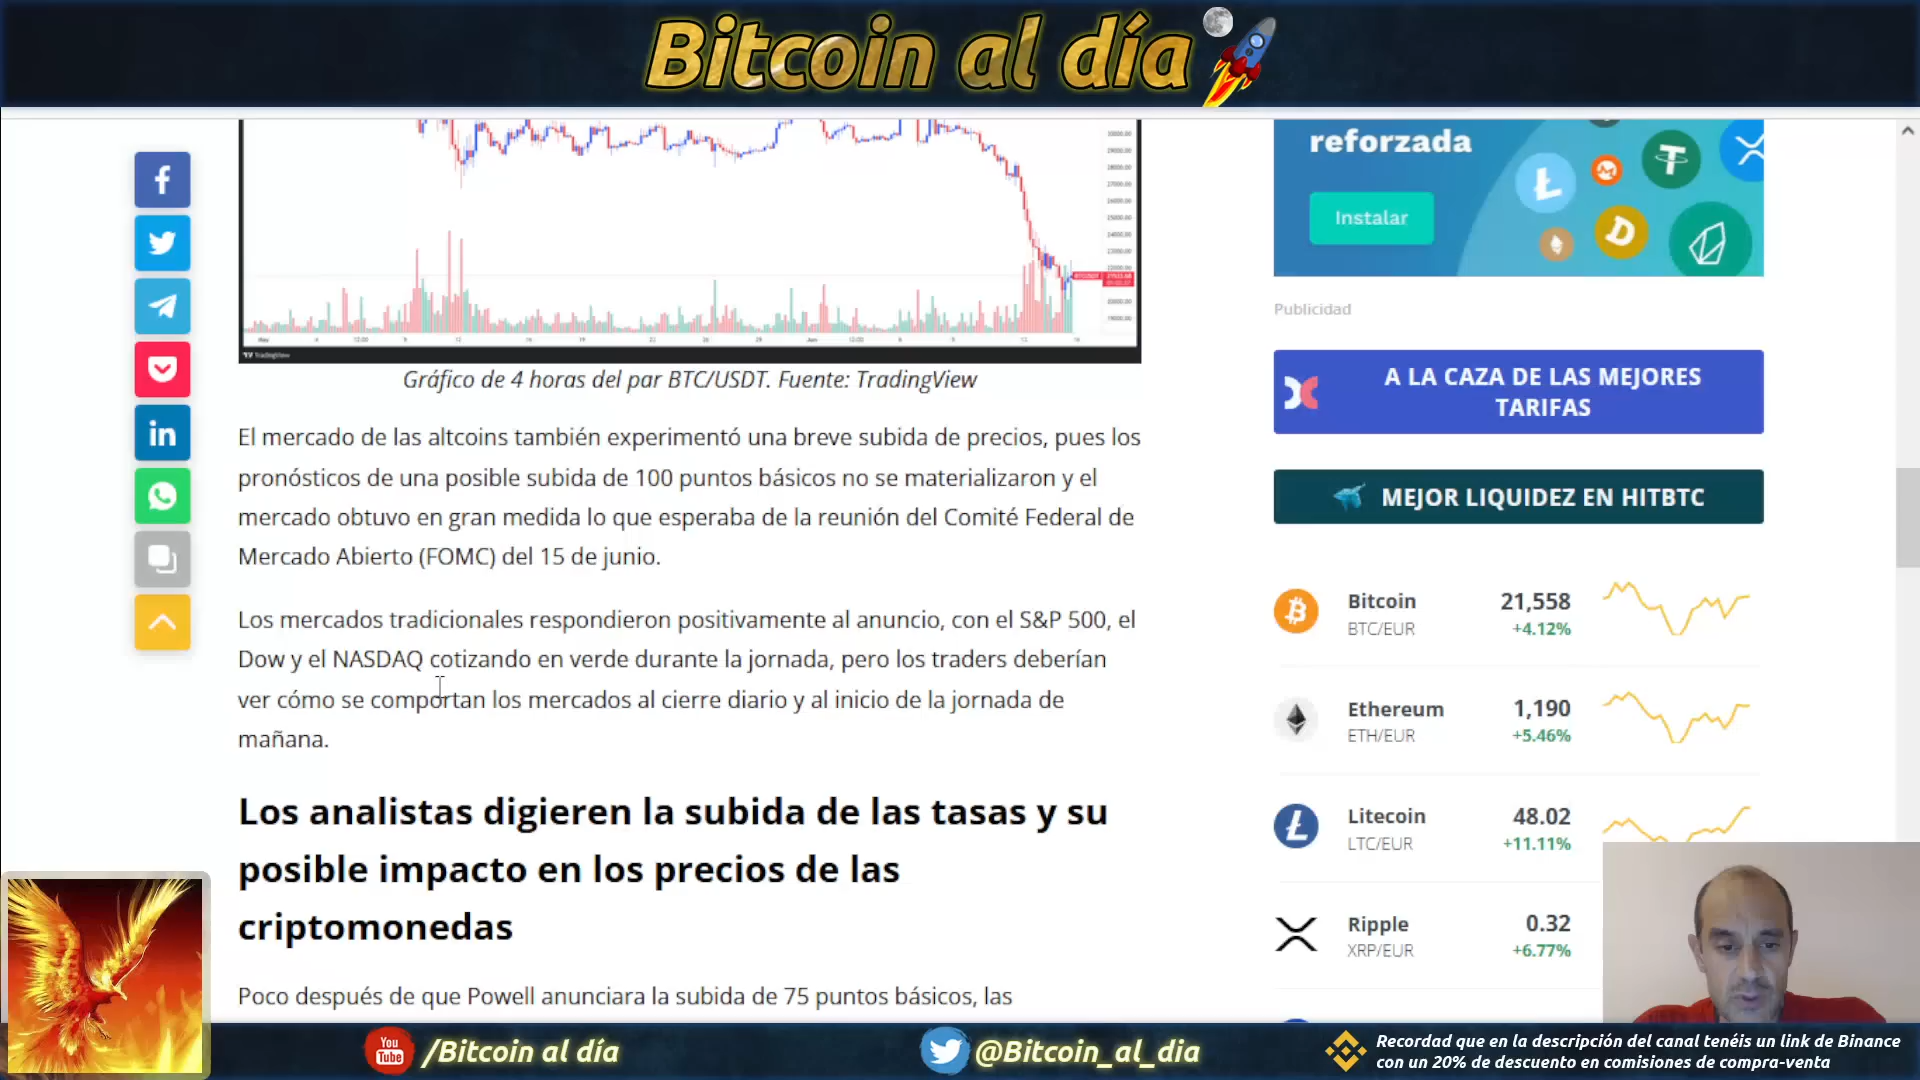 Bitcoin al día
reforzada
Instalar
Publicidad
TradingView
Gráfico de 4 horas del par BTC/USDT. Fuente: TradingView
El mercado de las altcoins también experimentó una breve subida de precios, pues los
pronósticos de una posible subida de 100 puntos básicos no se materializaron y el
mercado obtuvo en gran medida lo que esperaba de la reunión del Comité Federal de
Mercado Abierto (FOMC) del 15 de junio.
Los mercados tradicionales respondieron positivamente al anuncio, con el S&P 500, el
Dow y el NASDAQ cotizando en verde durante la jornada, pero los traders deberían
ver cómo se comportan los mercados al cierre diario y al inicio de la jornada de
mañana.
Los analistas digieren la subida de las tasas y su
posible impacto en los precios de las
criptomonedas
Poco después de que Powell anunciara la subida de 75 puntos básicos, las
A LA CAZA DE LAS MEJORES
TARIFAS
MEJOR LIQUIDEZ EN HITBTC
Bitcoin 21,558
BTC/EUR +4.12%
Ethereum 1,190
ETH/EUR +5.46%
Litecoin 48.02
LTC/EUR +11.11%
Ripple 0.32
XRP/EUR +6.77%
You
Tube
/Bitcoin al día
@Bitcoin_al_dia
Recordad que en la descripción del canal tenéis un link de Binance
con un 20% de descuento en comisiones de compra-venta